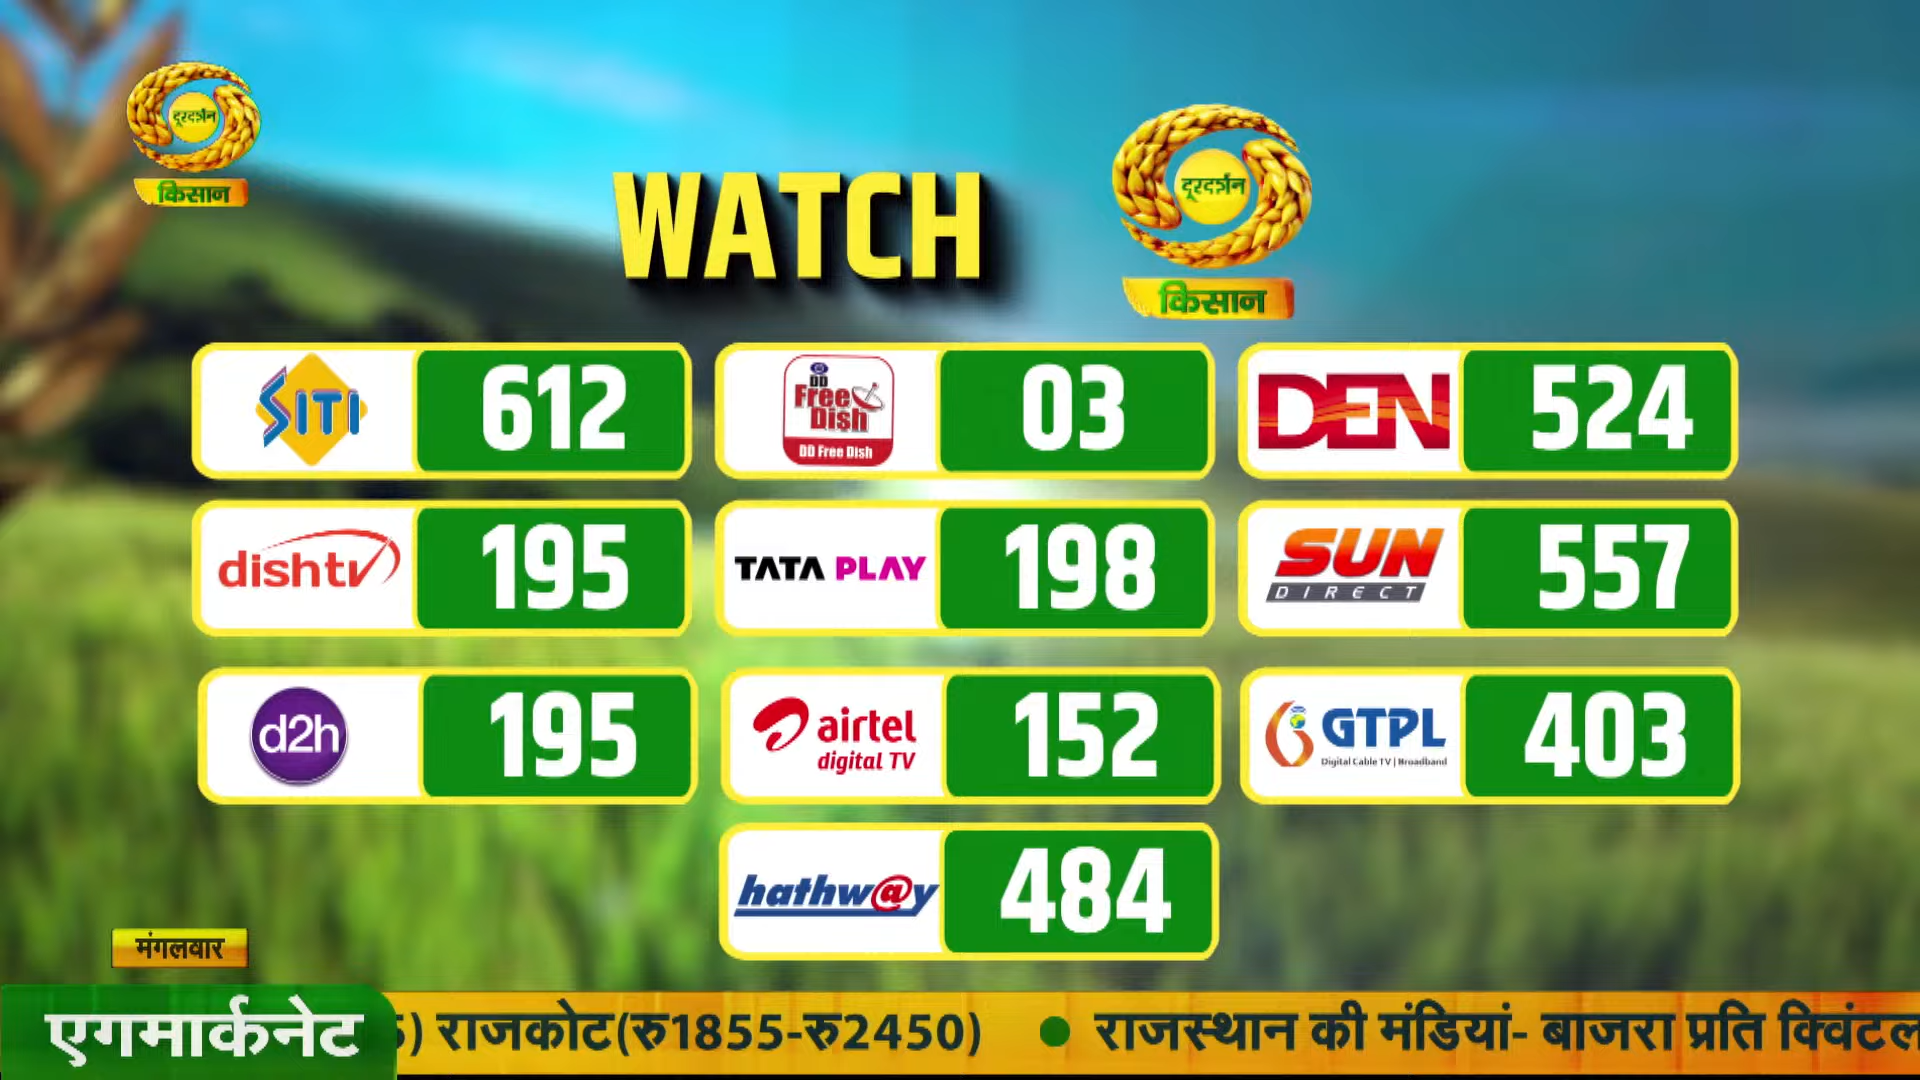 दूरदर्शन
किसान
WATCH
दूरदर्शन
किसान
SITI 612
DD Free Dish DD Free Dish 03
DEN 524
dishtv 195
TATA PLAY 198
SUN DIRECT 557
d2h 195
airtel digital TV 152
GTPL Digital Cable TV | Broadband 403
hathw@y 484
मंगलवार
एगमार्कनेट
5) राजकोट(रु1855-रु2450) ● राजस्थान की मंडियां- बाजरा प्रति क्विंटल